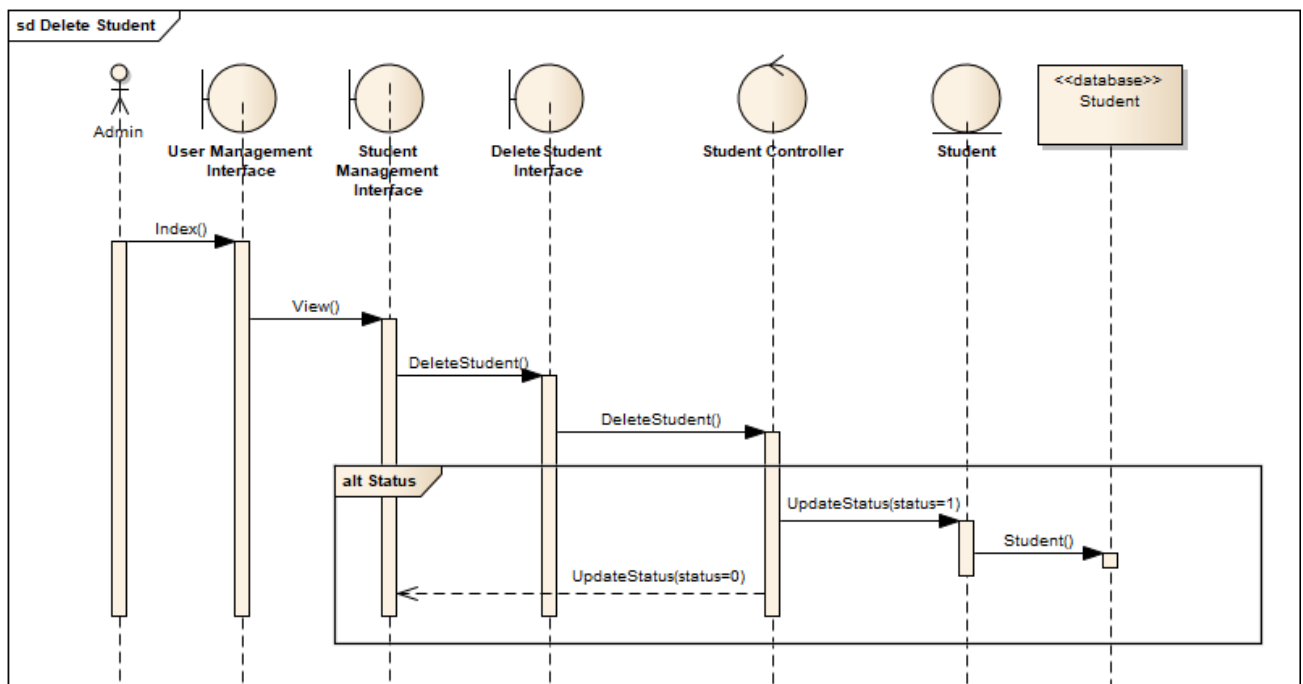 sd Delete Student
Admin
User Management
Interface
Student
Management
Interface
Delete Student
Interface
Student Controller
Student
<<database>>
Student
Index()
View()
DeleteStudent()
DeleteStudent()
alt Status
UpdateStatus(status=1)
Student()
UpdateStatus(status=0)